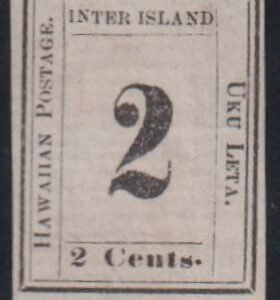 INTER ISLAND
HAWAIIAN POSTAGE.
2
UKU LETA.
2 Cents.